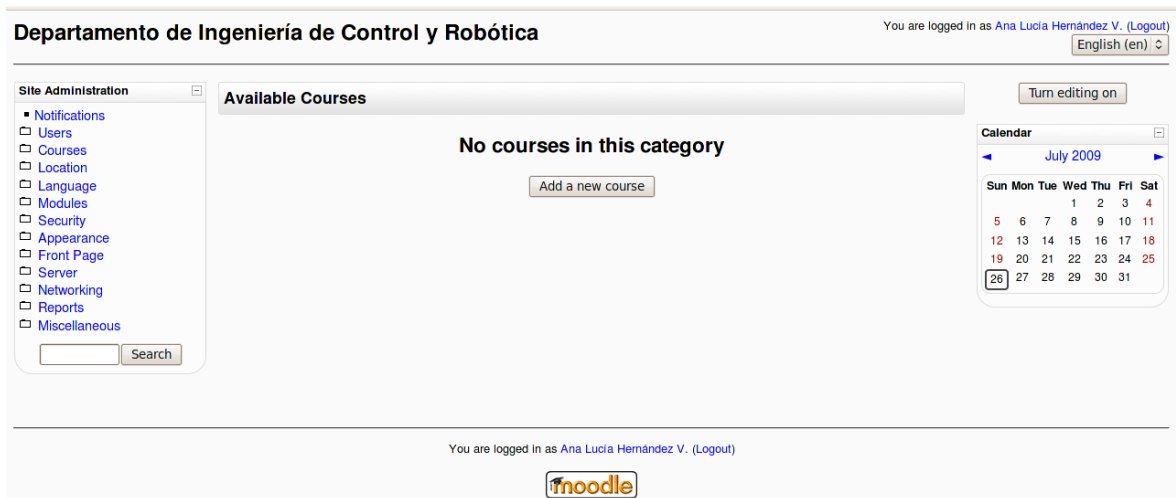 Departamento de Ingeniería de Control y Robótica
You are logged in as Ana Lucía Hernández V. (Logout)
English (en)
Site Administration
Notifications
Users
Courses
Location
Language
Modules
Security
Appearance
Front Page
Server
Networking
Reports
Miscellaneous
Search
Available Courses
No courses in this category
Add a new course
Turn editing on
Calendar
◄ July 2009 ►
Sun Mon Tue Wed Thu Fri Sat
1 2 3 4
5 6 7 8 9 10 11
12 13 14 15 16 17 18
19 20 21 22 23 24 25
26 27 28 29 30 31
You are logged in as Ana Lucía Hernández V. (Logout)
moodle